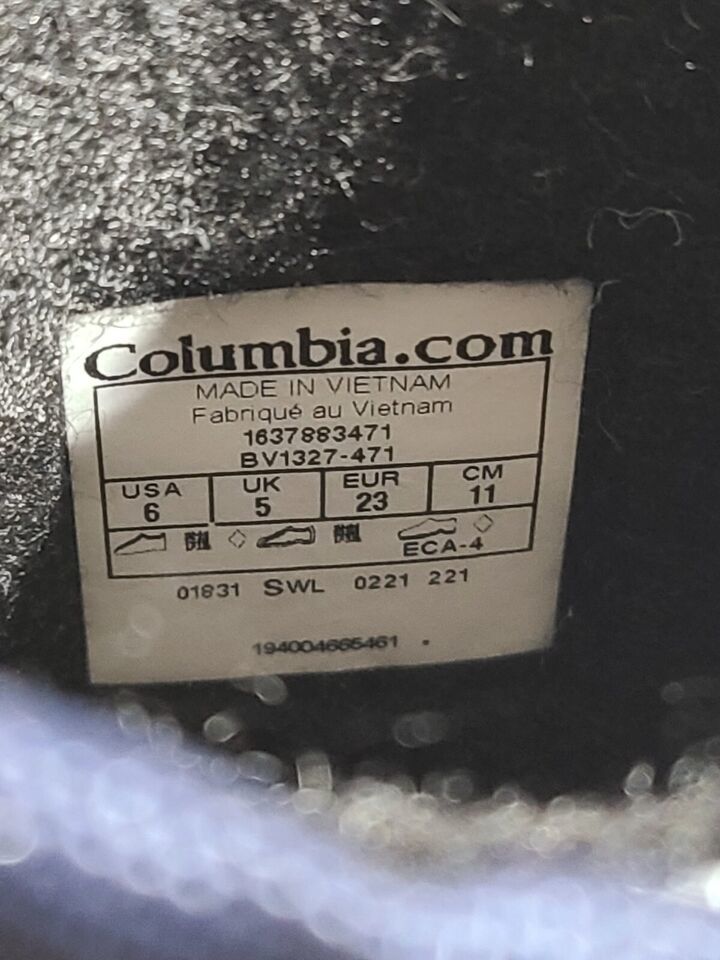 Columbia.com
MADE IN VIETNAM
Fabriqué au Vietnam
1637883471
BV1327-471
USA UK EUR CM
6 5 23 11
ECA-4
01831 SWL 0221 221
194004665461